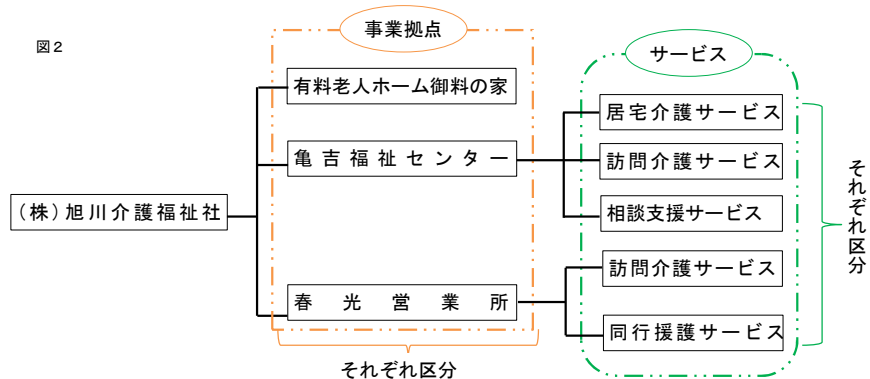 図2
事業拠点
サービス
有料老人ホーム御料の家
居宅介護サービス
亀吉福祉センター
訪問介護サービス
(株)旭川介護福祉社
相談支援サービス
それぞれ区分
訪問介護サービス
春光営業所
同行援護サービス
それぞれ区分